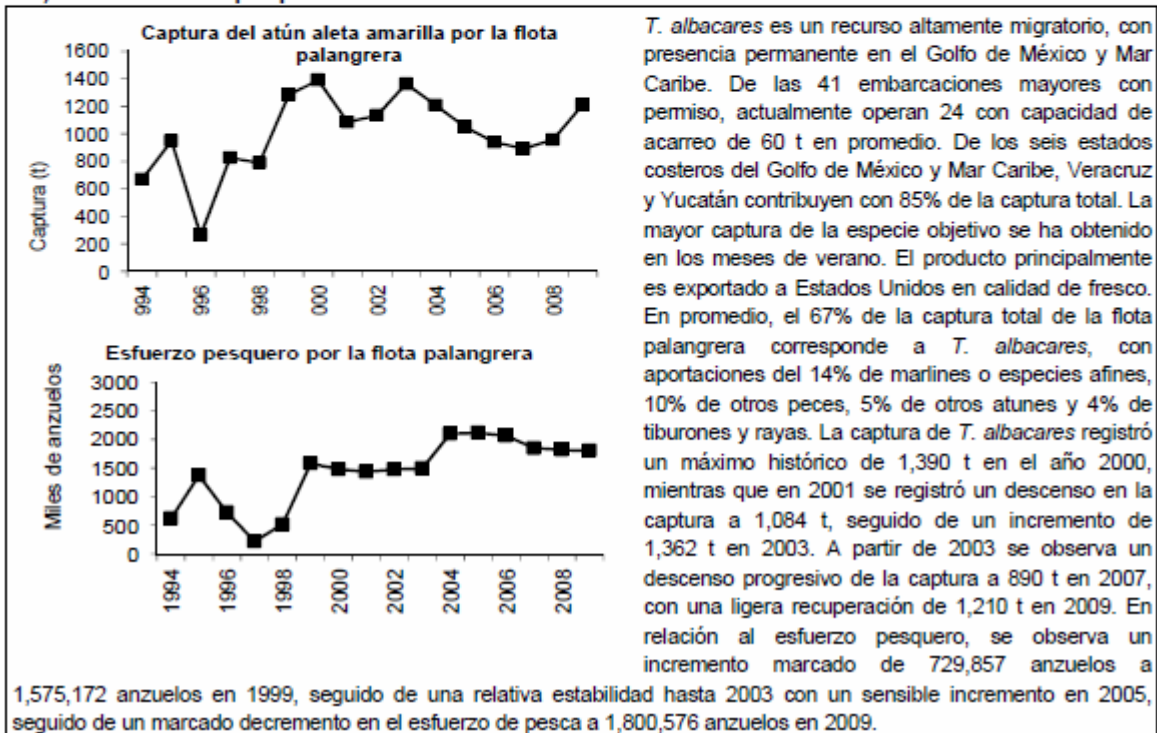 Captura del atún aleta amarilla por la flota
palangrera
Captura (t)
1600
1400
1200
1000
800
600
400
200
0
994
996
998
000
002
004
006
008
Esfuerzo pesquero por la flota palangrera
Miles de anzuelos
3000
2500
2000
1500
1000
500
0
1994
1996
1998
2000
2002
2004
2006
2008
T. albacares es un recurso altamente migratorio, con
presencia permanente en el Golfo de México y Mar
Caribe. De las 41 embarcaciones mayores con
permiso, actualmente operan 24 con capacidad de
acarreo de 60 t en promedio. De los seis estados
costeros del Golfo de México y Mar Caribe, Veracruz
y Yucatán contribuyen con 85% de la captura total. La
mayor captura de la especie objetivo se ha obtenido
en los meses de verano. El producto principalmente
es exportado a Estados Unidos en calidad de fresco.
En promedio, el 67% de la captura total de la flota
palangrera corresponde a T. albacares, con
aportaciones del 14% de marlines o especies afines,
10% de otros peces, 5% de otros atunes y 4% de
tiburones y rayas. La captura de T. albacares registró
un máximo histórico de 1,390 t en el año 2000,
mientras que en 2001 se registró un descenso en la
captura a 1,084 t, seguido de un incremento de
1,362 t en 2003. A partir de 2003 se observa un
descenso progresivo de la captura a 890 t en 2007,
con una ligera recuperación de 1,210 t en 2009. En
relación al esfuerzo pesquero, se observa un
incremento marcado de 729,857 anzuelos a
1,575,172 anzuelos en 1999, seguido de una relativa estabilidad hasta 2003 con un sensible incremento en 2005,
seguido de un marcado decremento en el esfuerzo de pesca a 1,800,576 anzuelos en 2009.